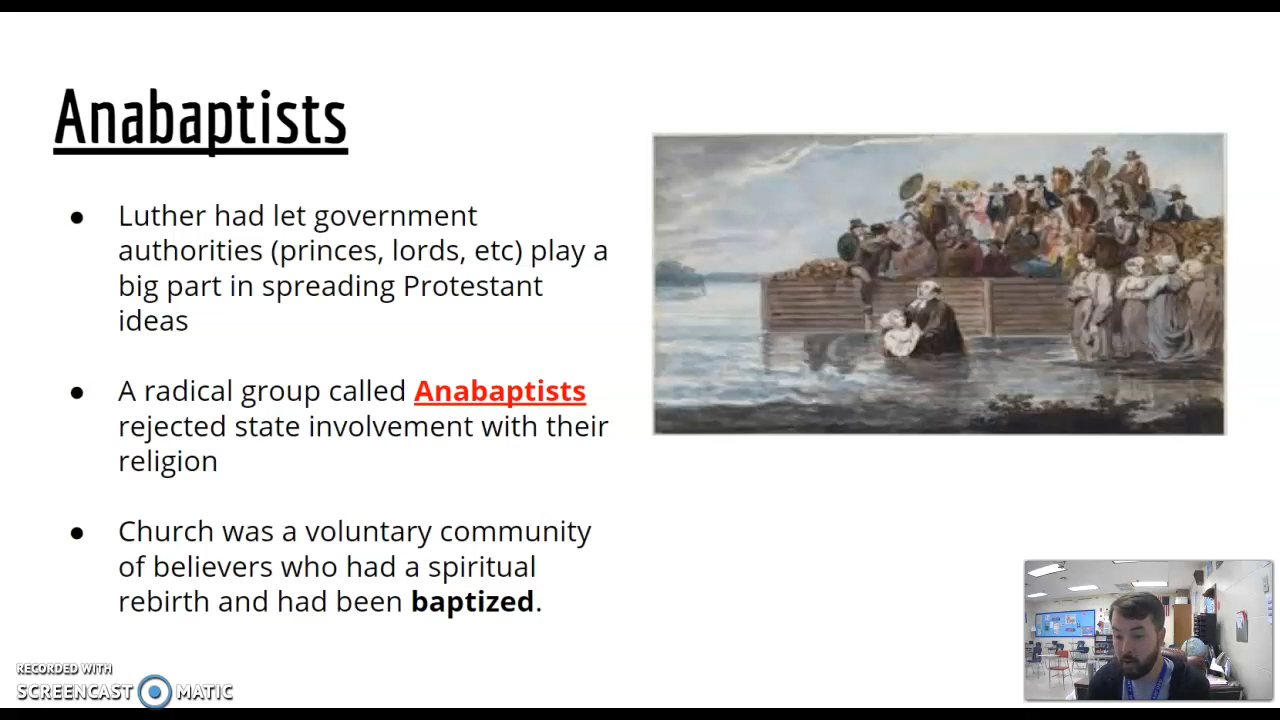 Anabaptists
● Luther had let government
authorities (princes, lords, etc) play a
big part in spreading Protestant
ideas
● A radical group called Anabaptists
rejected state involvement with their
religion
● Church was a voluntary community
of believers who had a spiritual
rebirth and had been baptized.
RECORDED WITH
SCREENCAST MATIC